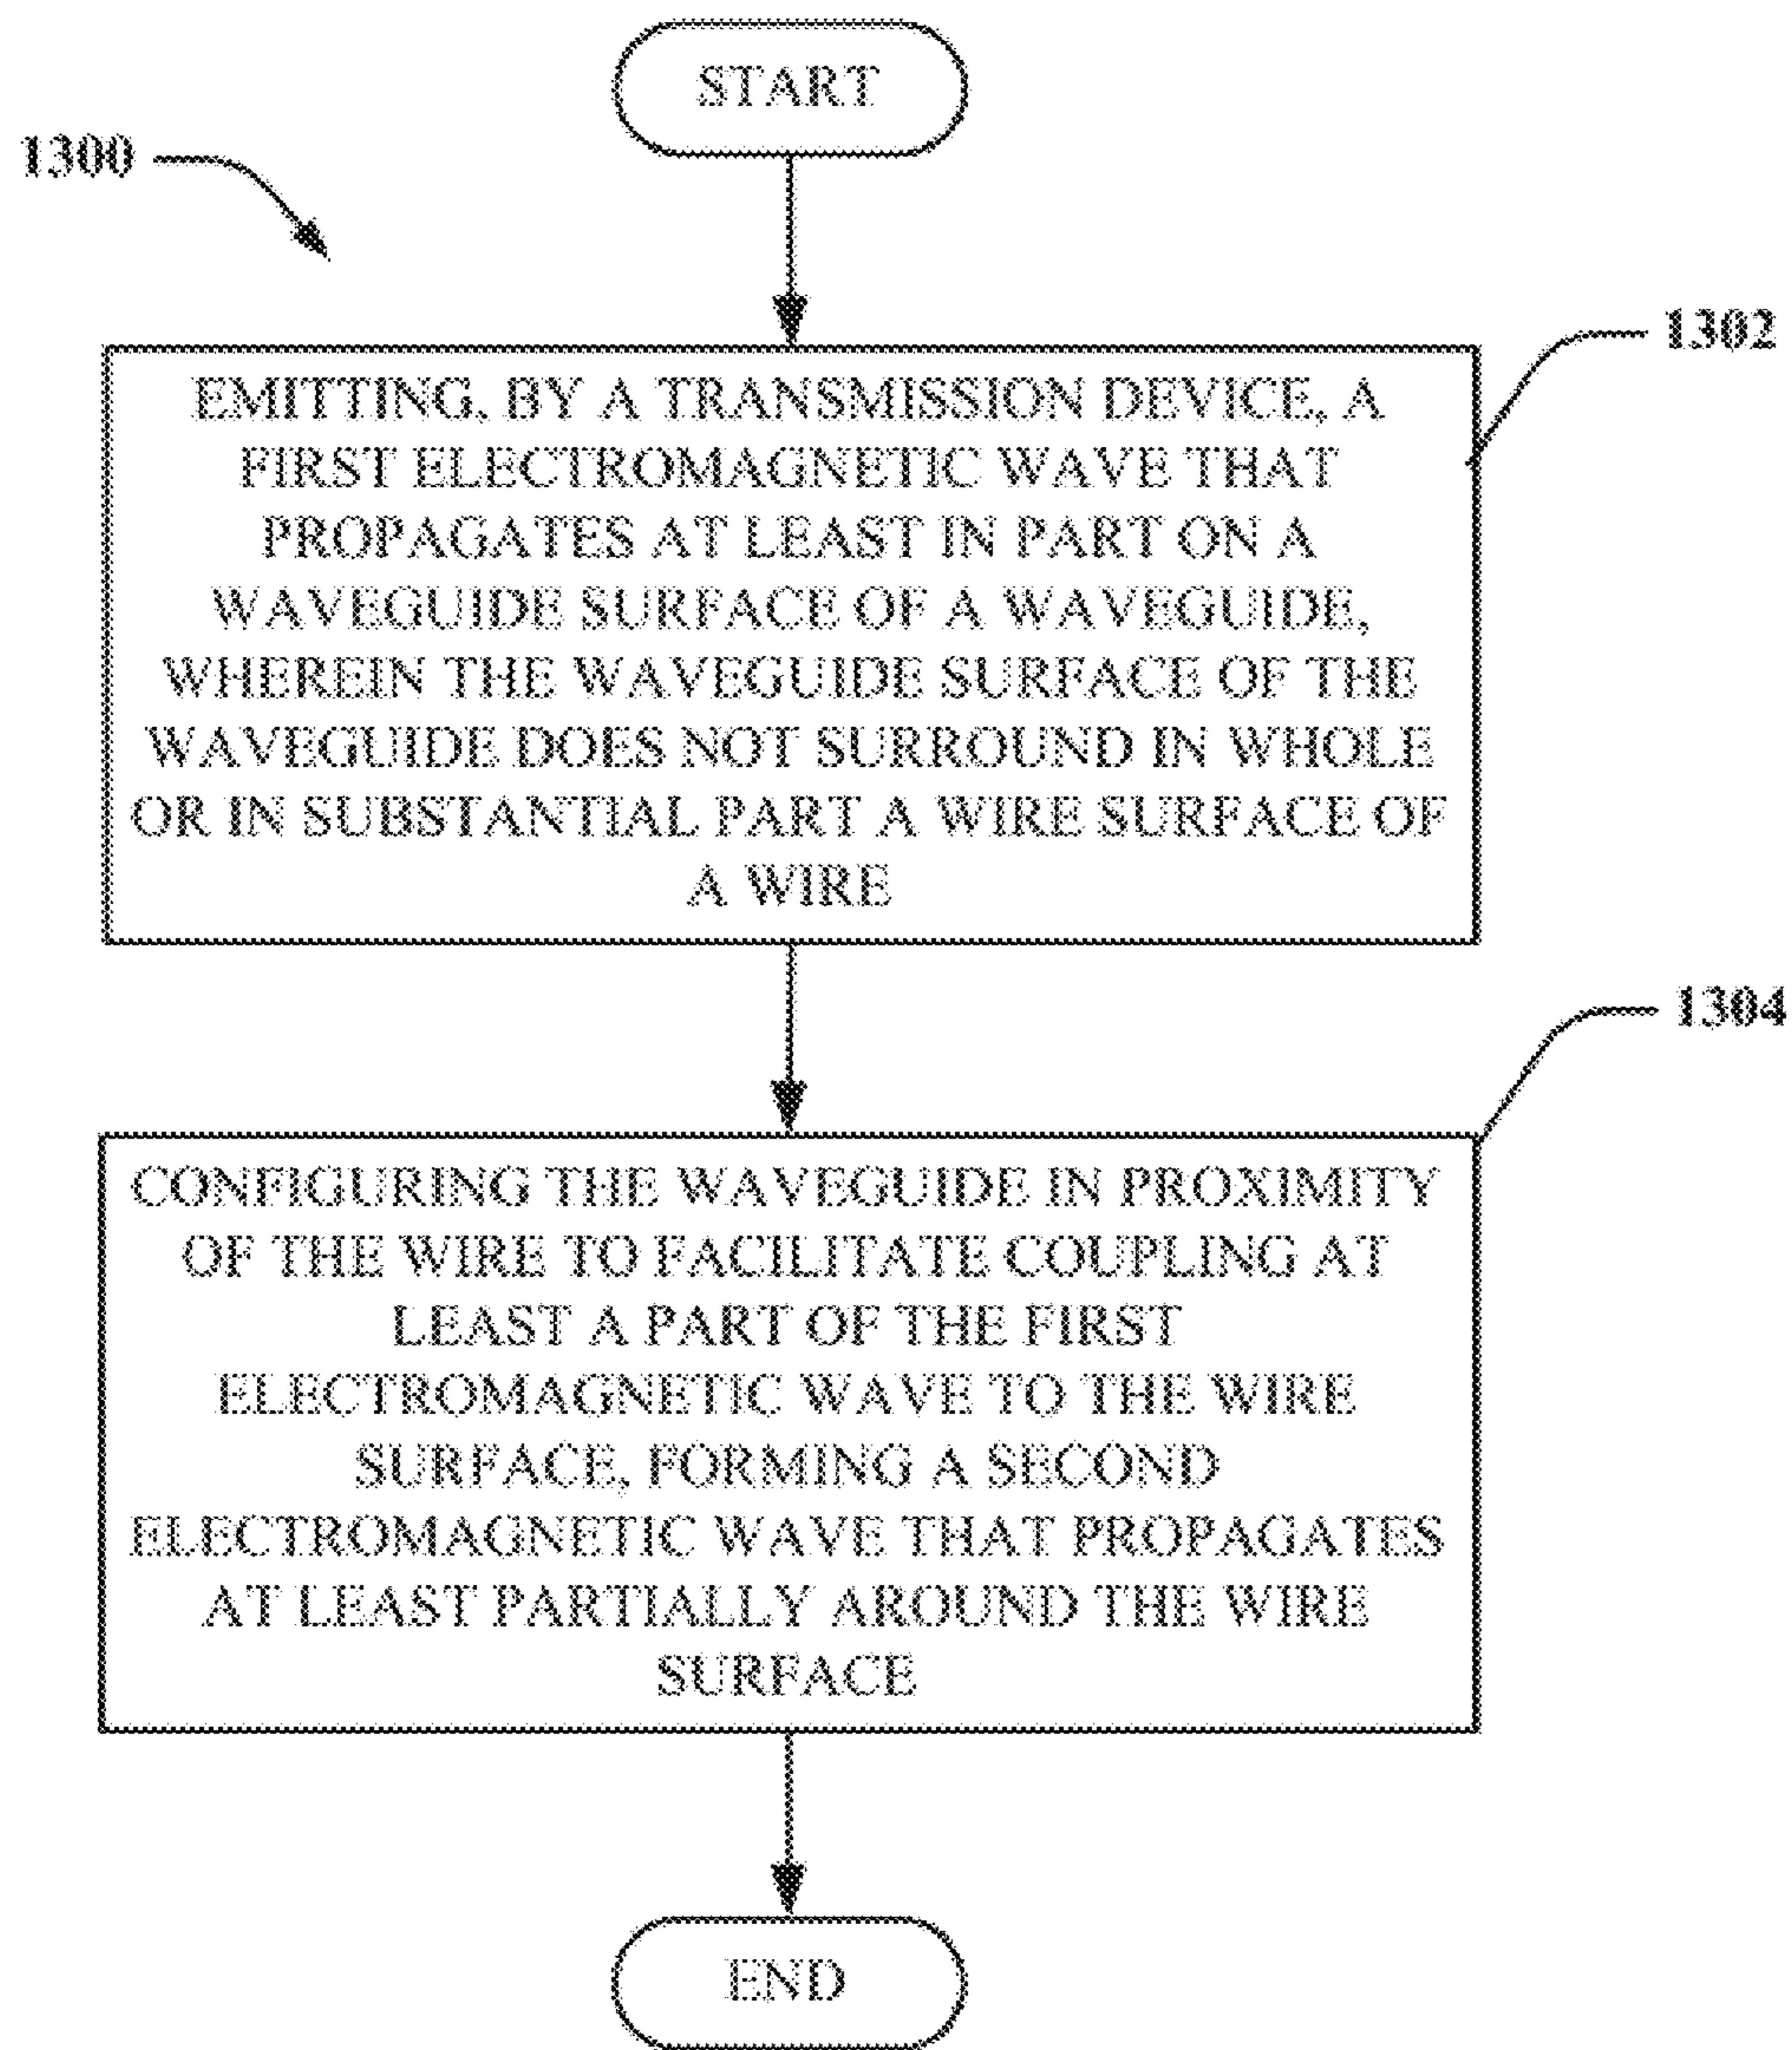 START
1300
1302
EMITTING, BY A TRANSMISSION DEVICE, A
FIRST ELECTROMAGNETIC WAVE THAT
PROPAGATES AT LEAST IN PART ON A
WAVEGUIDE SURFACE OF A WAVEGUIDE,
WHEREIN THE WAVEGUIDE SURFACE OF THE
WAVEGUIDE DOES NOT SURROUND IN WHOLE
OR IN SUBSTANTIAL PART A WIRE SURFACE OF
A WIRE
1304
CONFIGURING THE WAVEGUIDE IN PROXIMITY
OF THE WIRE TO FACILITATE COUPLING AT
LEAST A PART OF THE FIRST
ELECTROMAGNETIC WAVE TO THE WIRE
SURFACE, FORMING A SECOND
ELECTROMAGNETIC WAVE THAT PROPAGATES
AT LEAST PARTIALLY AROUND THE WIRE
SURFACE
END